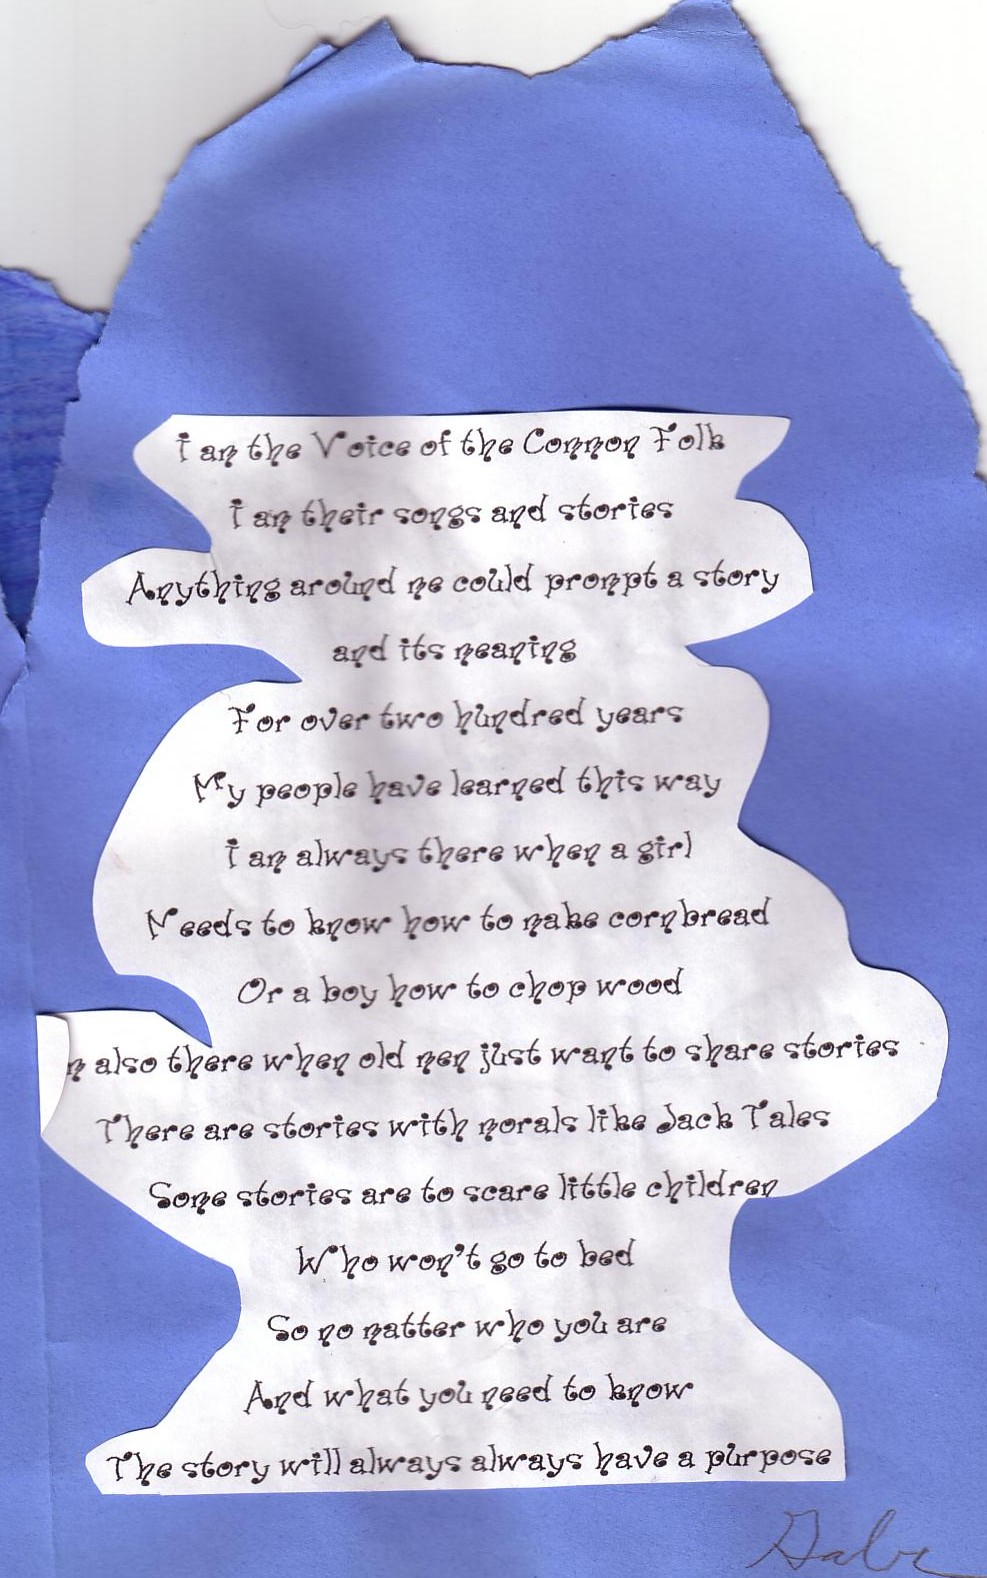 I am the Voice of the Common Folk
I am their songs and stories
Anything around me could prompt a story
and its meaning
For over two hundred years
My people have learned this way
I am always there when a girl
Needs to know how to make cornbread
Or a boy how to chop wood
m also there when old men just want to share stories
There are stories with morals like Jack Tales
Some stories are to scare little children
Who won't go to bed
So no matter who you are
And what you need to know
The story will always always have a purpose
Gabe